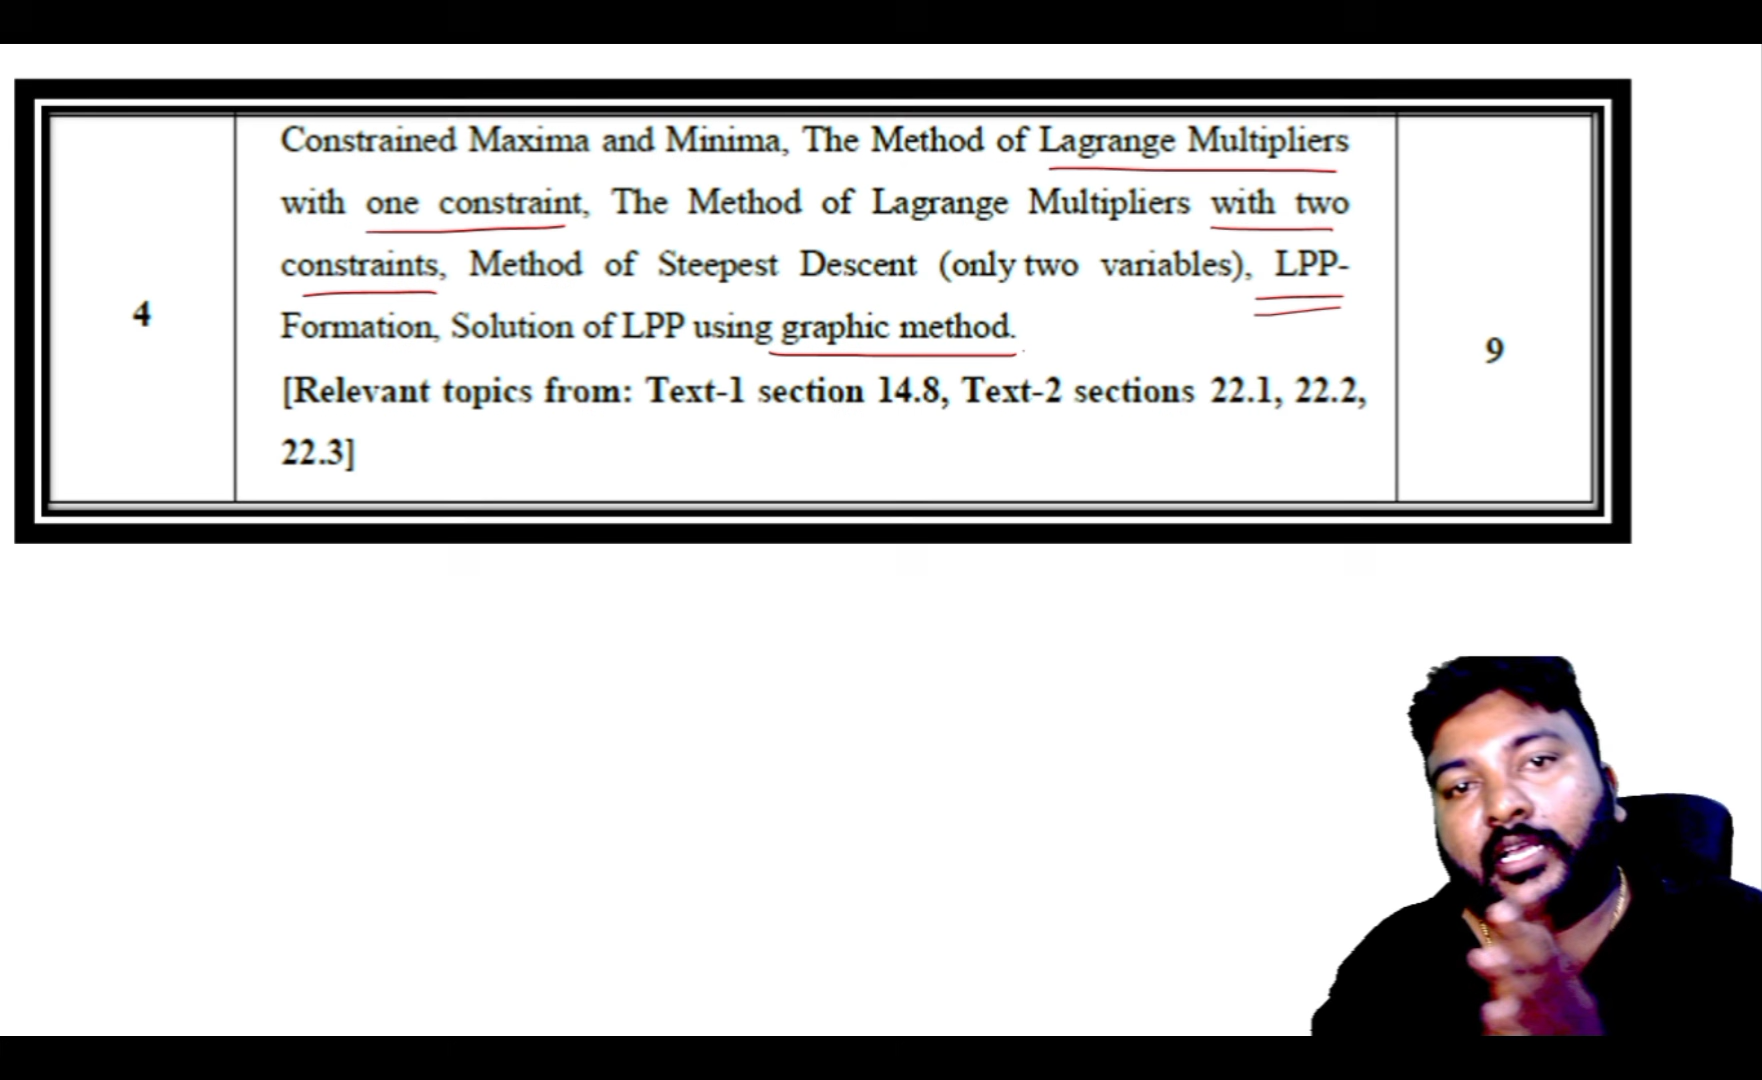 Constrained Maxima and Minima, The Method of Lagrange Multipliers
with one constraint, The Method of Lagrange Multipliers with two
constraints, Method of Steepest Descent (only two variables), LPP-
4
Formation, Solution of LPP using graphic method.
9
[Relevant topics from: Text-1 section 14.8, Text-2 sections 22.1, 22.2,
22.3]